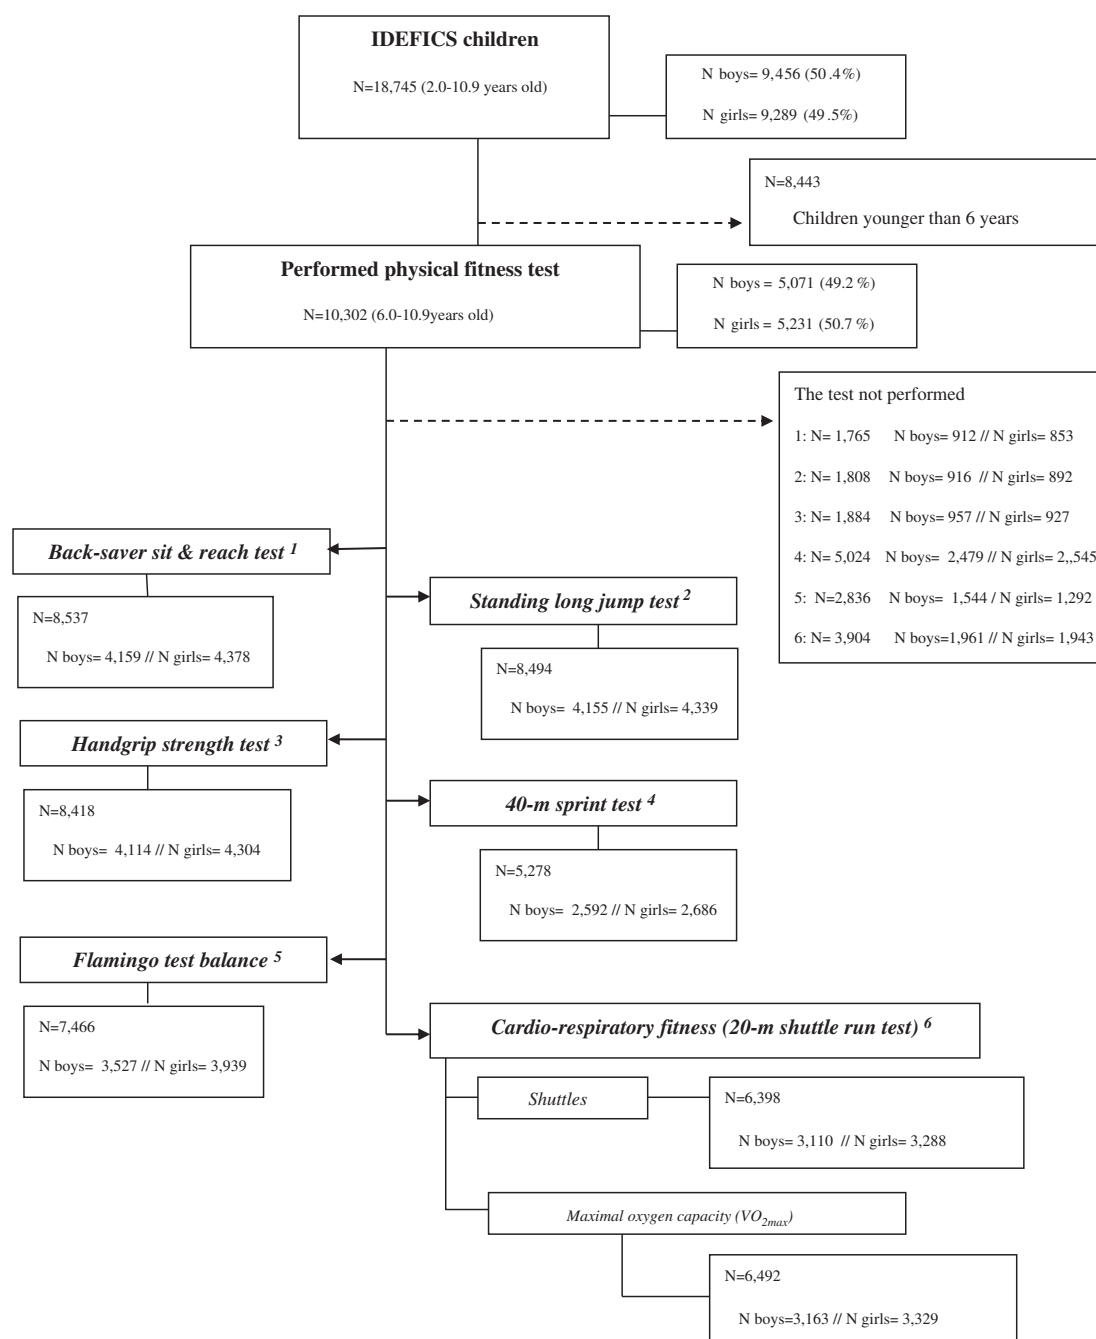 IDEFICS children
N=18,745 (2.0-10.9 years old)
N boys= 9,456 (50.4%)
N girls= 9,289 (49.5%)
N=8,443
Children younger than 6 years
Performed physical fitness test
N=10,302 (6.0-10.9years old)
N boys = 5,071 (49.2%)
N girls = 5,231 (50.7%)
The test not performed
1: N= 1,765 N boys= 912 // N girls= 853
2: N= 1,808 N boys= 916 // N girls= 892
3: N= 1,884 N boys= 957 // N girls= 927
4: N= 5,024 N boys= 2,479 // N girls= 2,,545
5: N=2,836 N boys= 1,544 / N girls= 1,292
6: N= 3,904 N boys=1,961 // N girls= 1,943
Back-saver sit & reach test 1
N=8,537
N boys= 4,159 // N girls= 4,378
Standing long jump test 2
N=8,494
N boys= 4,155 // N girls= 4,339
Handgrip strength test 3
N=8,418
N boys= 4,114 // N girls= 4,304
40-m sprint test 4
N=5,278
N boys= 2,592 // N girls= 2,686
Flamingo test balance 5
N=7,466
N boys= 3,527 // N girls= 3,939
Cardio-respiratory fitness (20-m shuttle run test) 6
Shuttles
N=6,398
N boys= 3,110 // N girls= 3,288
Maximal oxygen capacity (VO2max)
N=6,492
N boys=3,163 // N girls= 3,329